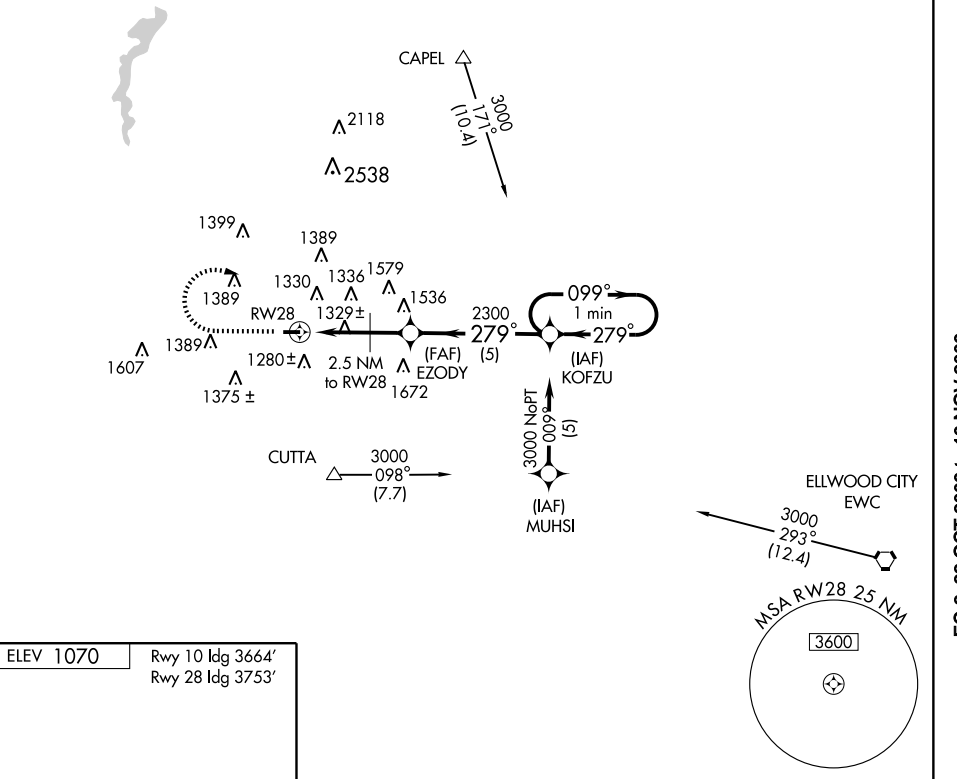 CAPEL
3000
171°
(10.4)
2118
2538
1399
1389
1389
1330
1336
1579
1536
1329±
RW28
1389
1607
1280±
1375 ±
2.5 NM
to RW28
1672
(FAF)
EZODY
2300
279°
(5)
099°
1 min
279°
(IAF)
KOFZU
3000 NoPT
009°
(5)
(IAF)
MUHSI
CUTTA
3000
098°
(7.7)
ELLWOOD CITY
EWC
3000
293°
(12.4)
MSA RW28 25 NM
3600
ELEV 1070
Rwy 10 ldg 3664'
Rwy 28 ldg 3753'